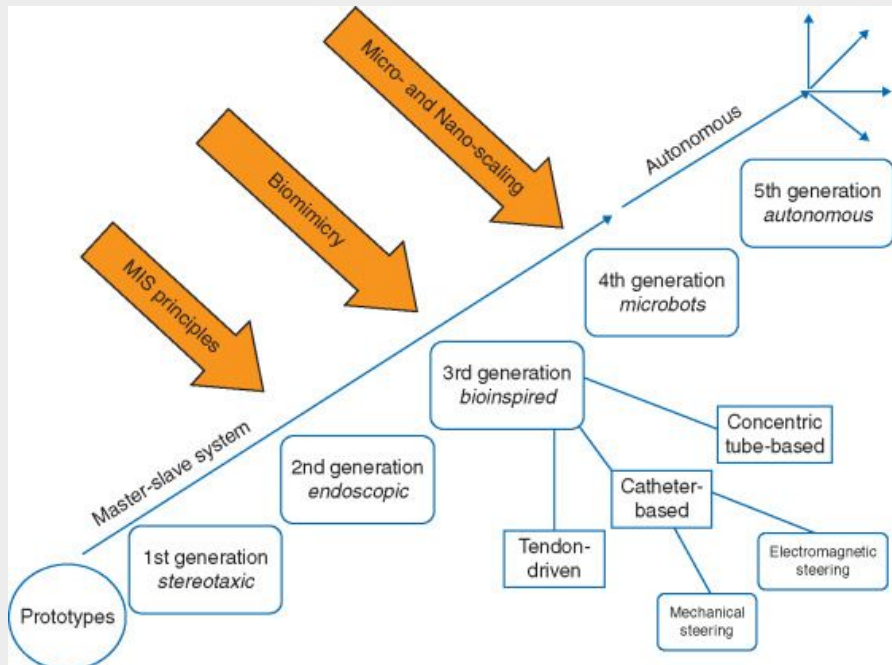 Micro- and
Nano-scaling
Biomimicry
MIS principles
Autonomous
Master-slave system
5th generation
autonomous
4th generation
microbots
3rd generation
bioinspired
Concentric
tube-based
2nd generation
endoscopic
Catheter-
based
Tendon-
driven
Electromagnetic
steering
1st generation
stereotaxic
Mechanical
steering
Prototypes